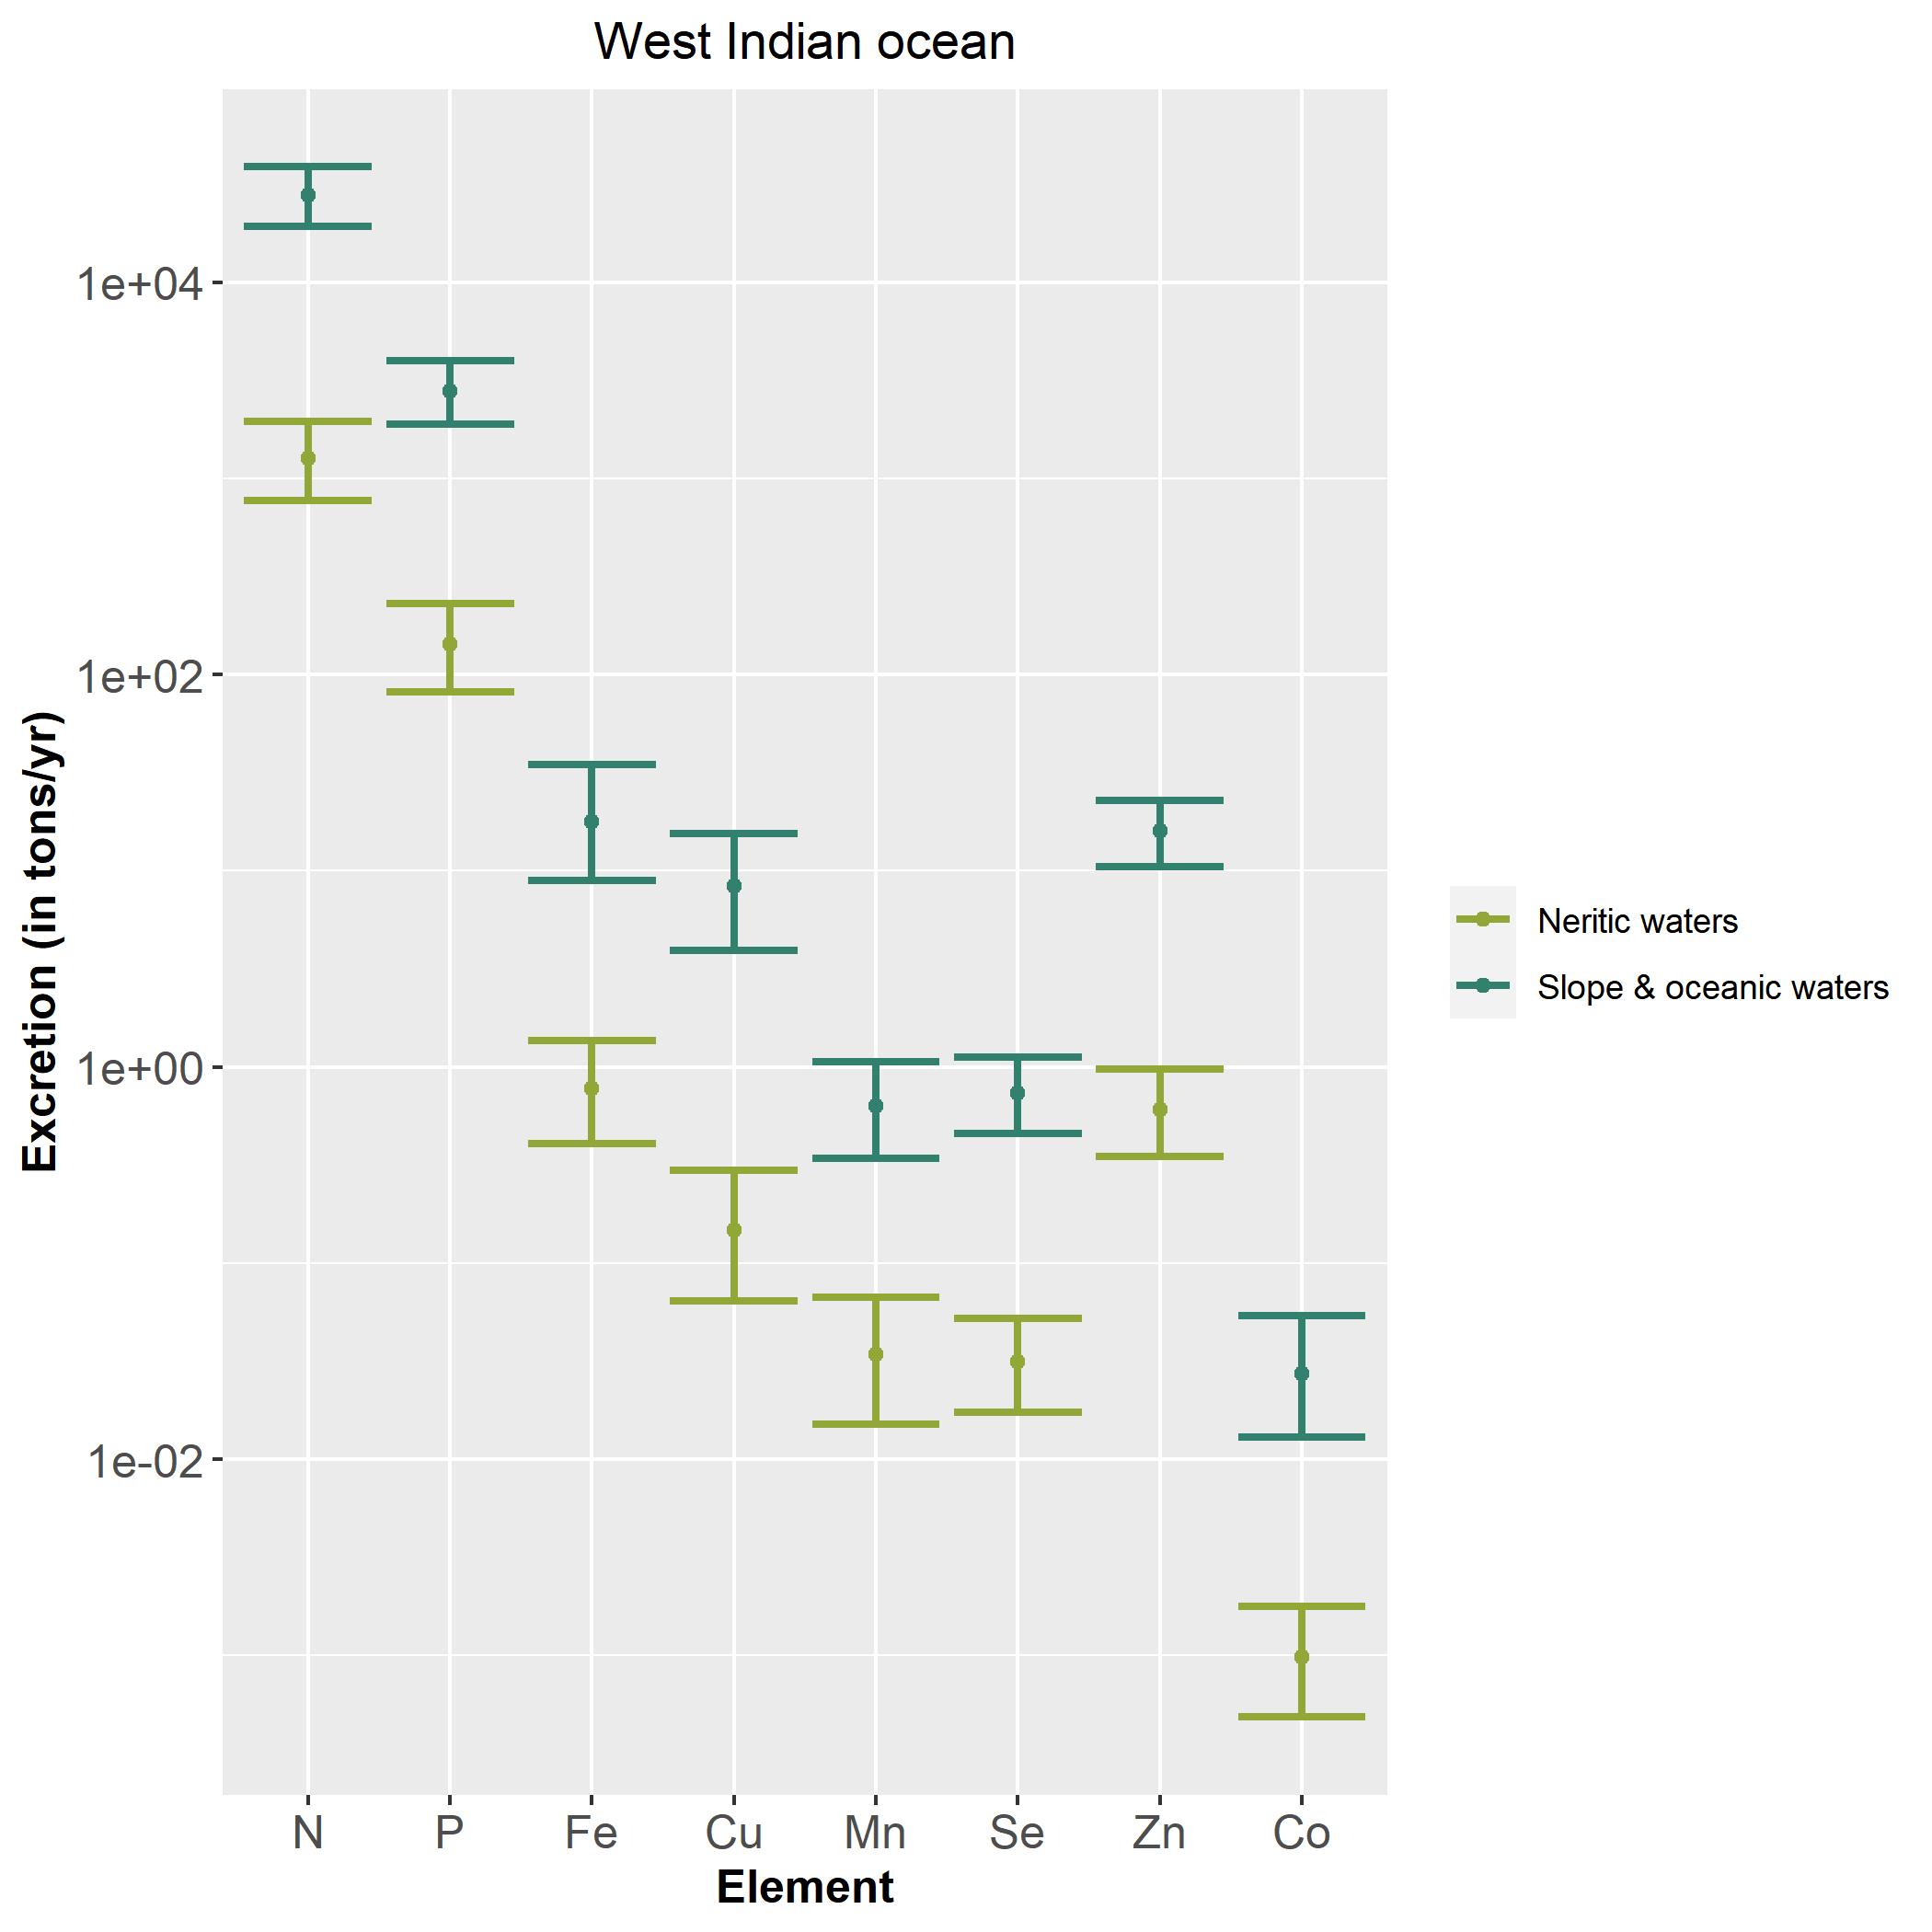 West Indian ocean
Excretion (in tons/yr)
1e+04
1e+02
1e+00
1e-02
N P Fe Cu Mn Se Zn Co
Element
Neritic waters
Slope & oceanic waters